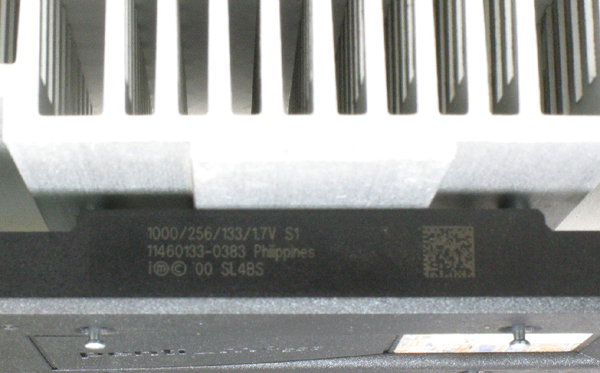 1000/256/133/1.7V S1
11460133-0383 Philippines
i ⓜ © '00 SL4BS